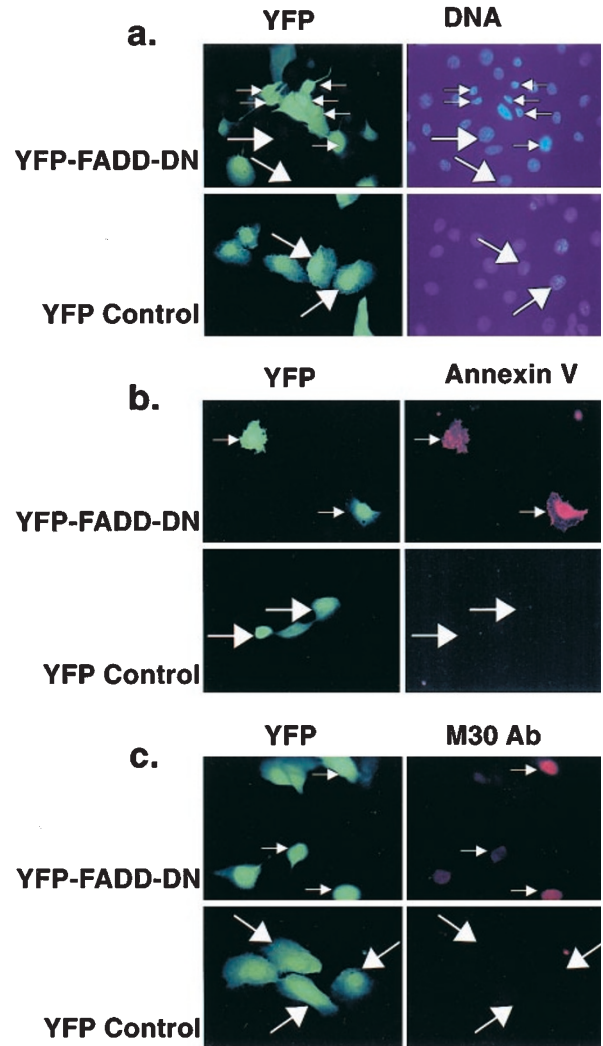 a.
YFP
DNA
YFP-FADD-DN
YFP Control
b.
YFP
Annexin V
YFP-FADD-DN
YFP Control
c.
YFP
M30 Ab
YFP-FADD-DN
YFP Control